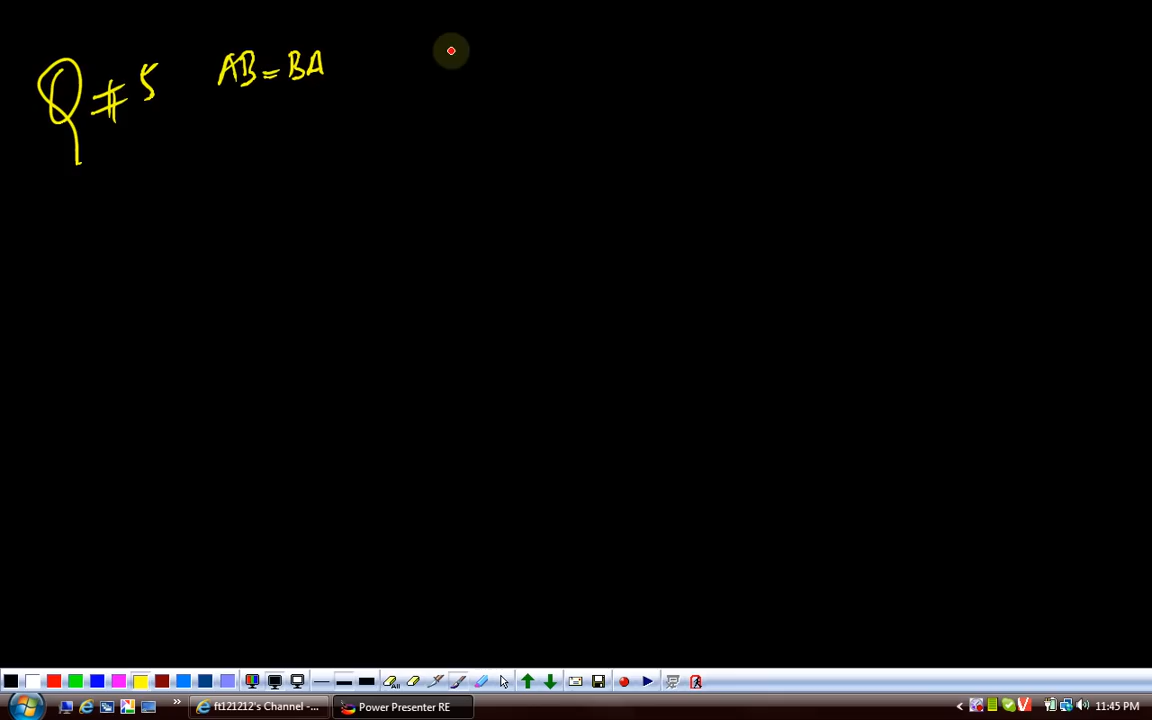 Q # 5 AB = BA
ft121212's Channel -... Power Presenter RE 11:45 PM